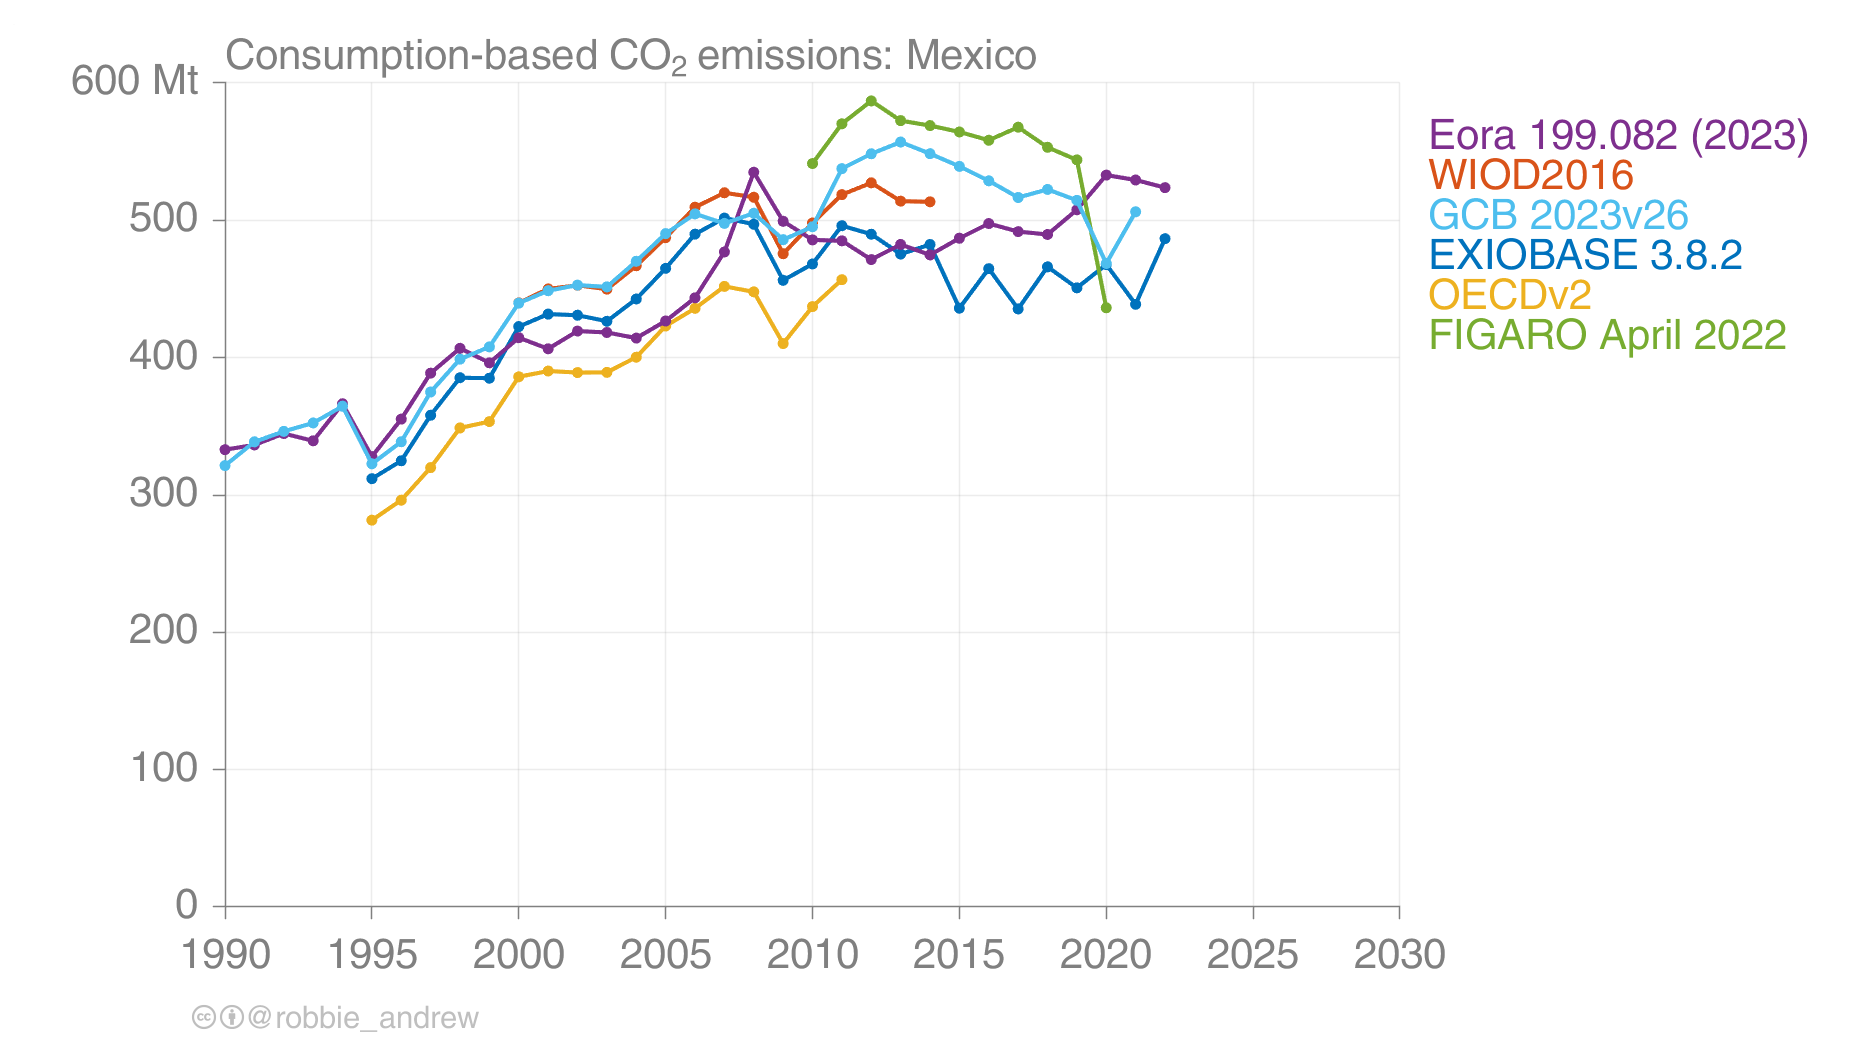 Consumption-based CO₂ emissions: Mexico
600 Mt
500
400
300
200
100
0
1990 1995 2000 2005 2010 2015 2020 2025 2030
Eora 199.082 (2023)
WIOD2016
GCB 2023v26
EXIOBASE 3.8.2
OECDv2
FIGARO April 2022
cc @robbie_andrew